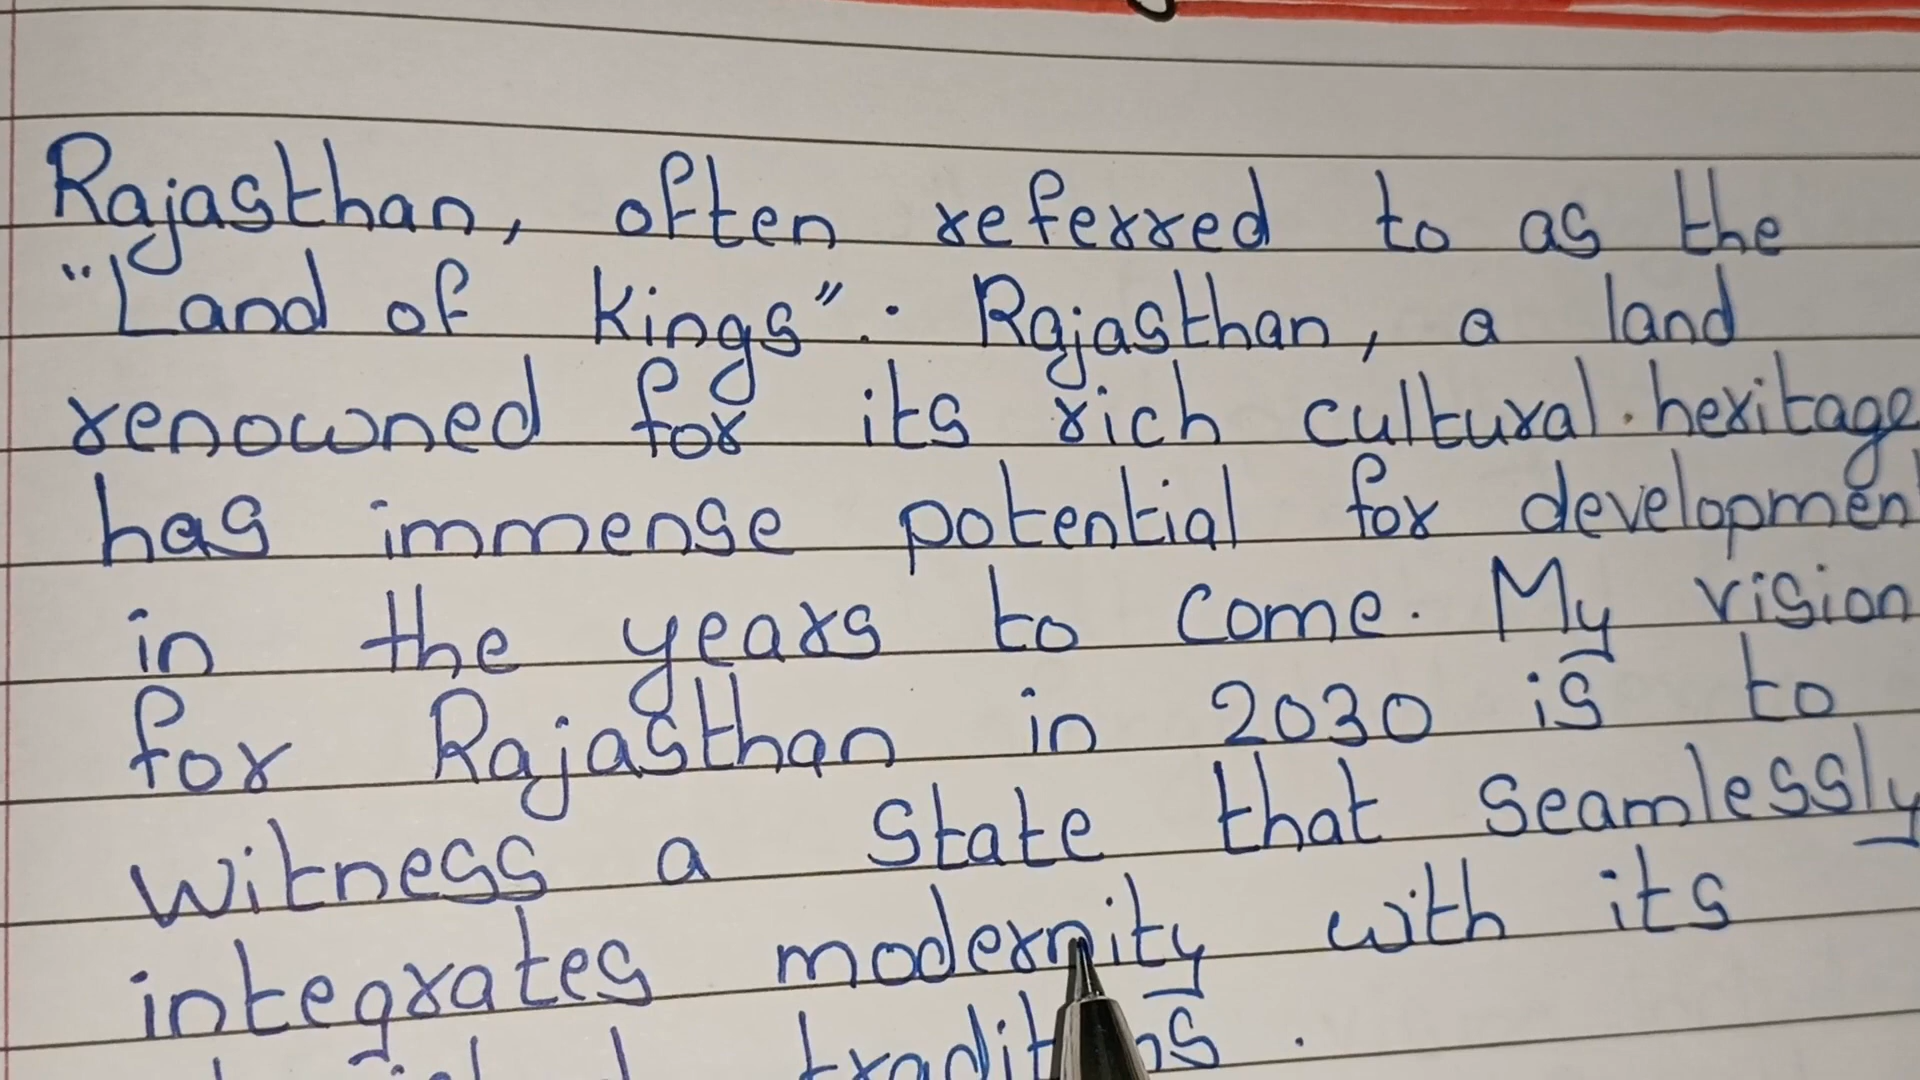 Rajasthan, often referred to as the
"Land of Kings". Rajasthan, a land
renowned for its rich cultural heritage
has immense potential for developmen
in the years to come. My vision
for Rajasthan in 2030 is to
witness a state that seamlessly
integrates modernity with its